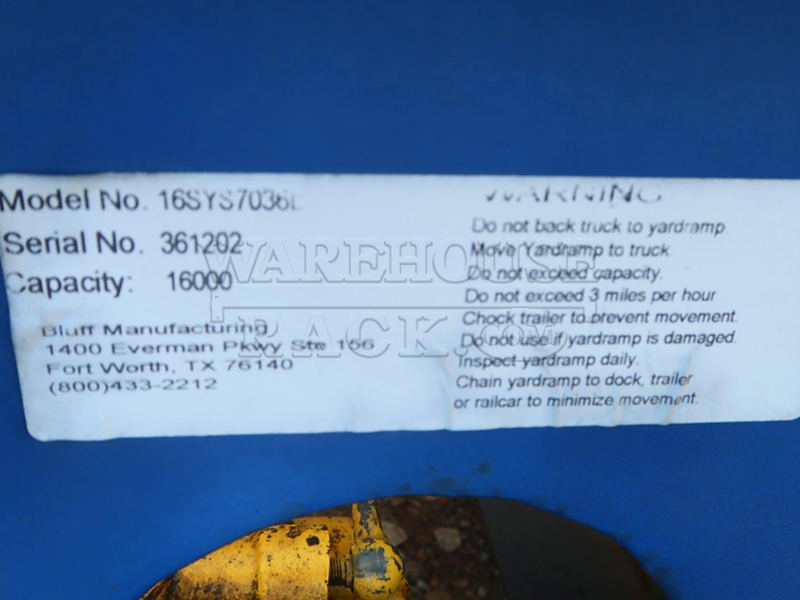 Model No. 16SYS7036L
Serial No. 361202
Capacity: 16000
Bluff Manufacturing
1400 Everman Pkwy Ste 156
Fort Worth, TX 76140
(800)433-2212
WARNING
Do not back truck to yardramp
Move Yardramp to truck
Do not exceed capacity.
Do not exceed 3 miles per hour
Chock trailer to prevent movement.
Do not use if yardramp is damaged.
Inspect yardramp daily.
Chain yardramp to dock, trailer
or railcar to minimize movement.
WAREHOUSE
RACK.COM